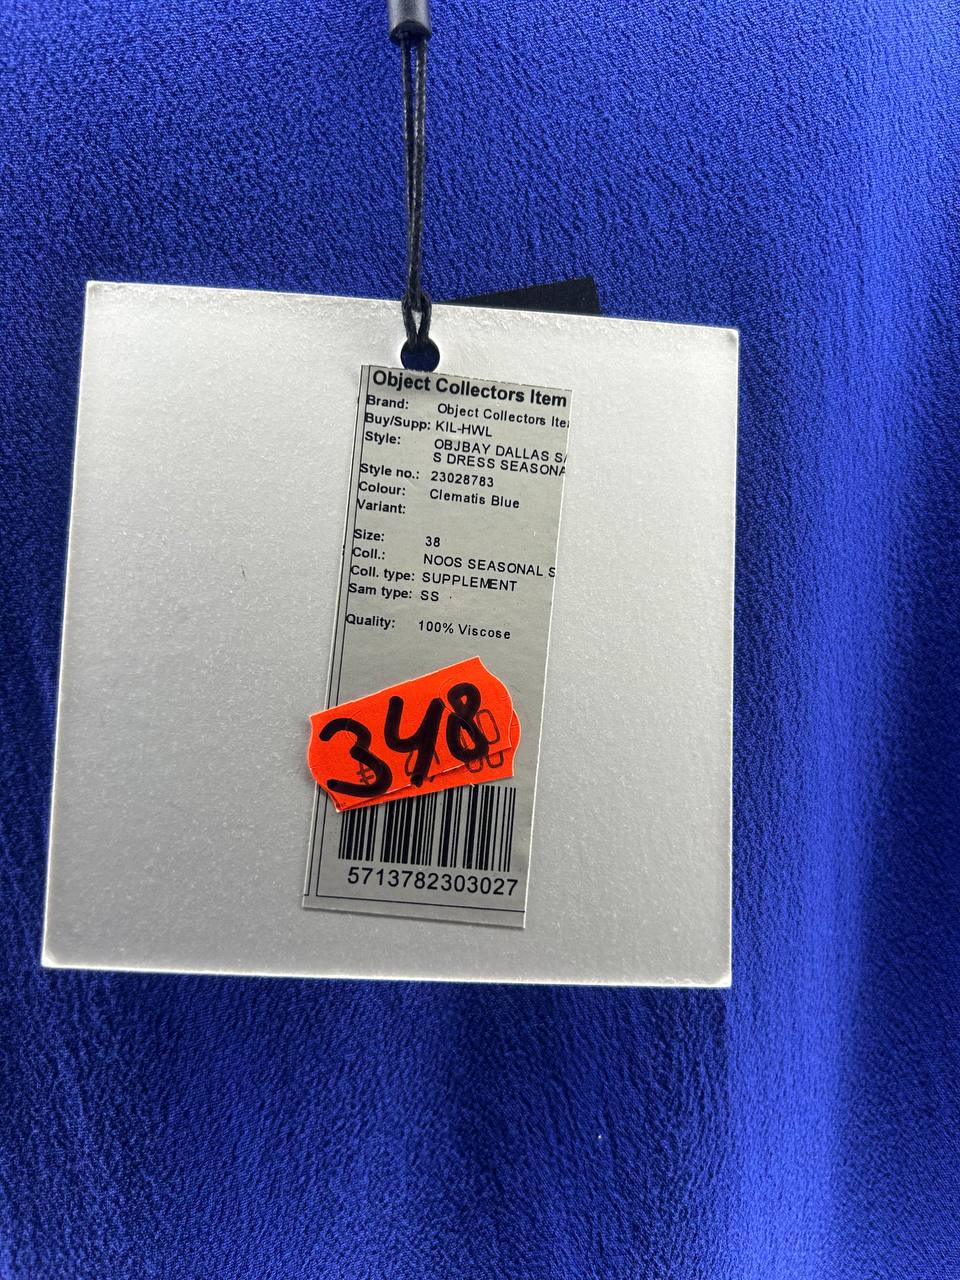 Object Collectors Item
Brand: Object Collectors Ite
Buy/Supp: KIL-HWL
Style: OBJBAY DALLAS S/
S DRESS SEASONA
Style no.: 23028783
Colour: Clematis Blue
Variant:
Size: 38
Coll.: NOOS SEASONAL S
Coll. type: SUPPLEMENT
Sam type: SS
Quality: 100% Viscose
348
5713782303027